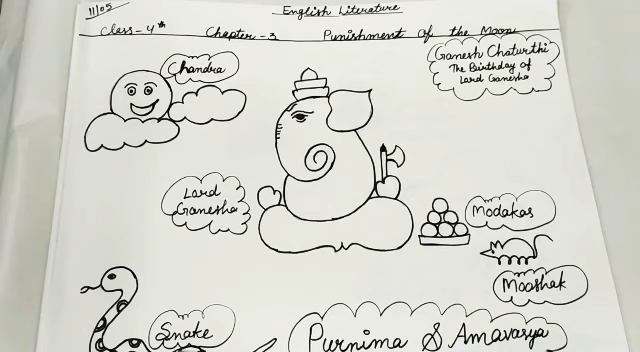 11/05
English Literature
Class-4th Chapter-3 Punishment of the Moon
Ganesh Chaturthi
The Birthday of
Lord Ganesha
Chandra
Lord
Ganesha
Modakas
Mooshak
Snake
Purnima & Amavasya